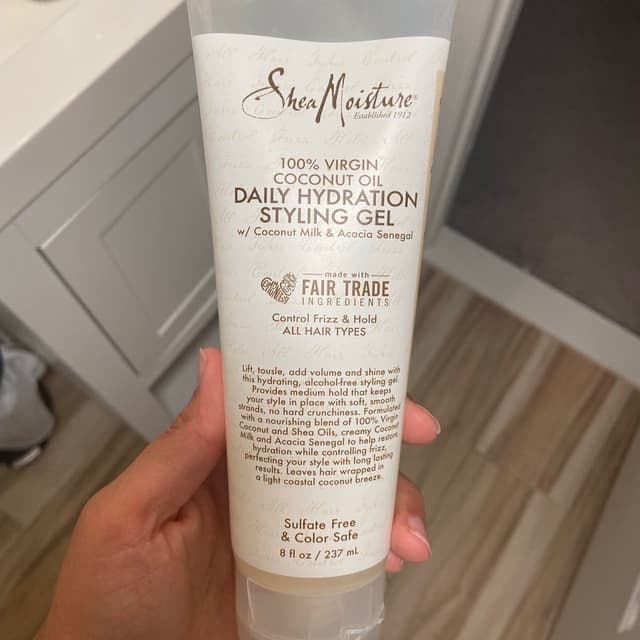 SheaMoisture®
Established 1912
100% VIRGIN
COCONUT OIL
DAILY HYDRATION
STYLING GEL
w/ Coconut Milk & Acacia Senegal
made with
FAIR TRADE
INGREDIENTS
Control Frizz & Hold
ALL HAIR TYPES
Lift, tousle, add volume and shine with
this hydrating, alcohol-free styling gel.
Provides medium hold that keeps
your style in place with soft, smooth
strands, no hard crunchiness. Formulated
with a nourishing blend of 100% Virgin
Coconut and Shea Oils, creamy Coconut
Milk and Acacia Senegal to help restore
hydration while controlling frizz,
perfecting your style with long lasting
results. Leaves hair wrapped in
a light coastal coconut breeze.
Sulfate Free
& Color Safe
8 fl oz / 237 mL